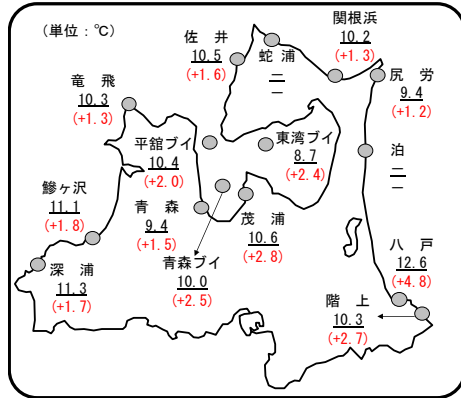 (単位：℃)
関根浜
10.2
(+1.3)
佐 井
10.5
(+1.6)
蛇 浦
ニ
一
尻 労
9.4
(+1.2)
竜 飛
10.3
(+1.3)
平舘ブイ
10.4
(+2.0)
東湾ブイ
8.7
(+2.4)
泊
ニ
一
鰺ヶ沢
11.1
(+1.8)
青 森
9.4
(+1.5)
茂 浦
10.6
(+2.8)
八 戸
12.6
(+4.8)
深 浦
11.3
(+1.7)
青森ブイ
10.0
(+2.5)
階 上
10.3
(+2.7)